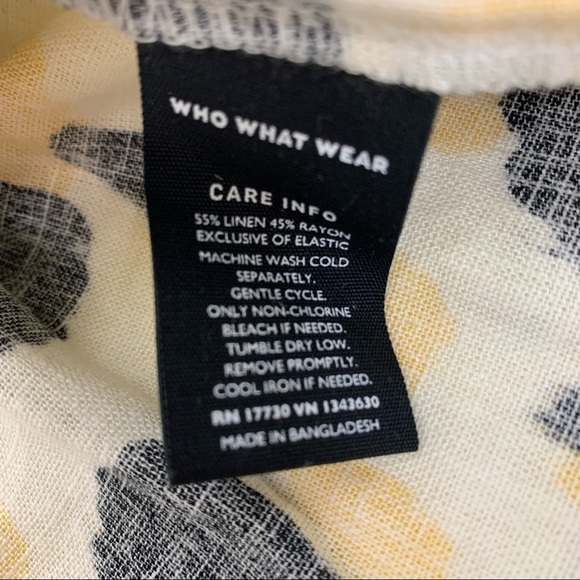 WHO WHAT WEAR
CARE INFO
55% LINEN 45% RAYON
EXCLUSIVE OF ELASTIC
MACHINE WASH COLD
SEPARATELY.
GENTLE CYCLE.
ONLY NON-CHLORINE
BLEACH IF NEEDED.
TUMBLE DRY LOW.
REMOVE PROMPTLY.
COOL IRON IF NEEDED.
RN 17730 VN 1343630
MADE IN BANGLADESH